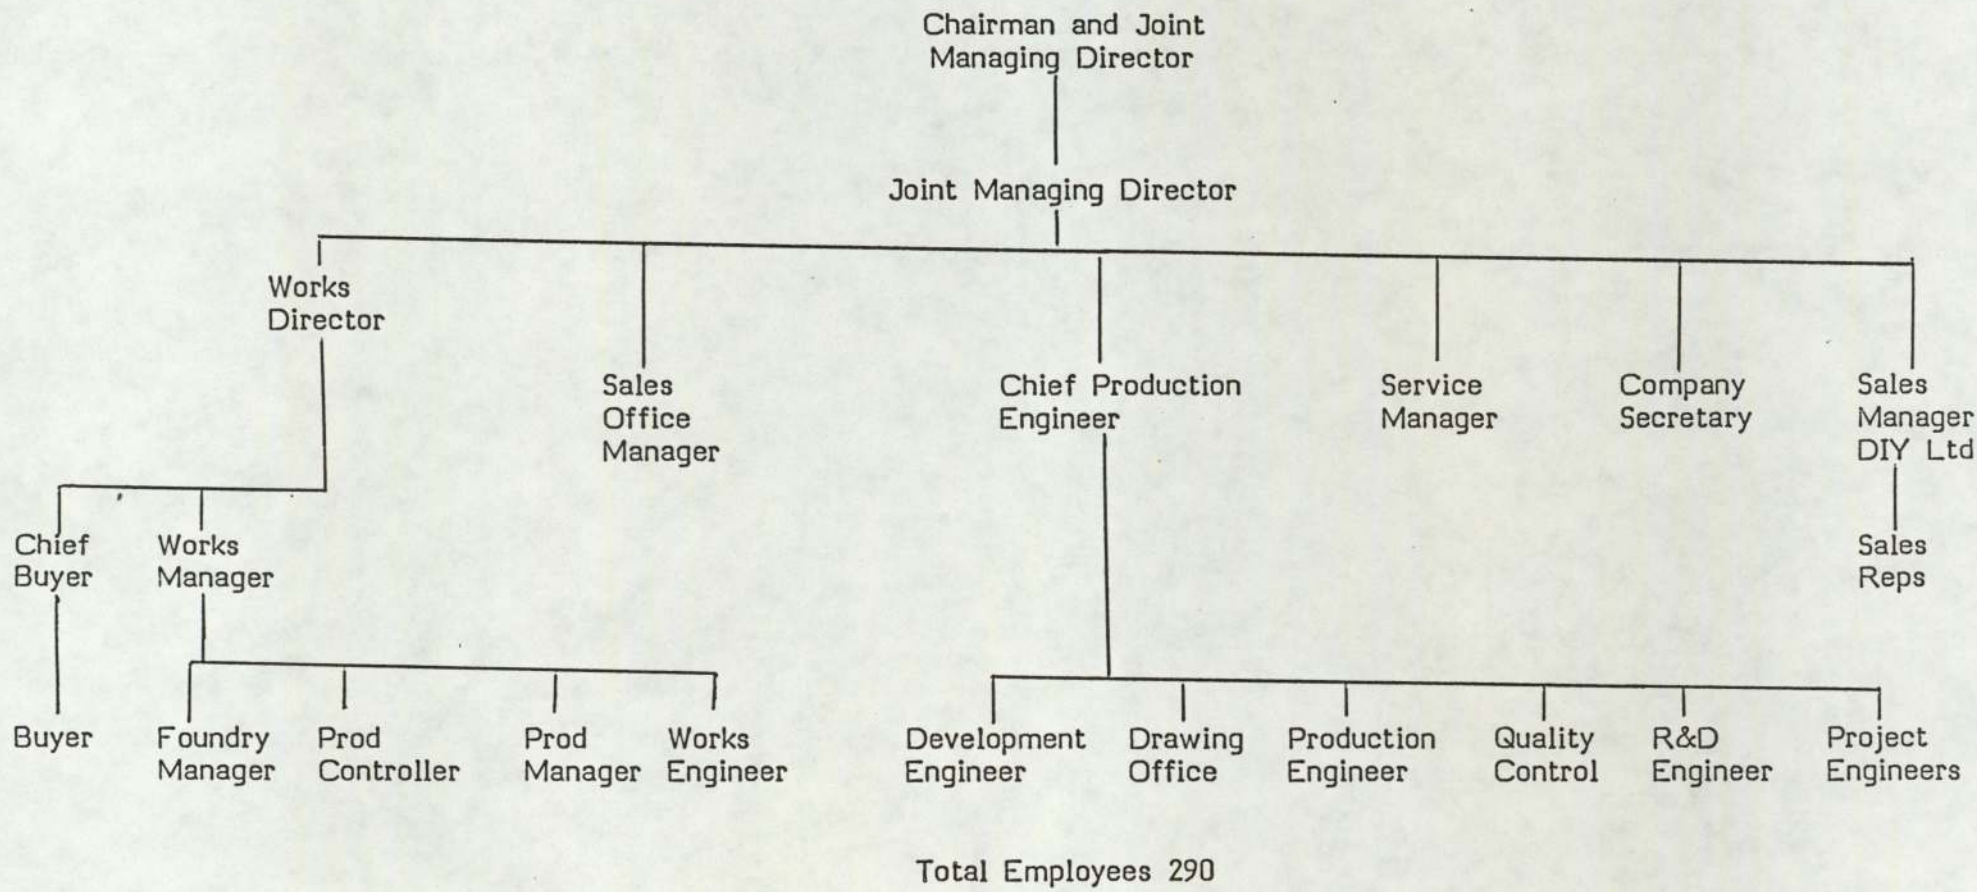 Chairman and Joint
Managing Director
Joint Managing Director
Works
Director
Sales
Office
Manager
Chief Production
Engineer
Service
Manager
Company
Secretary
Sales
Manager
DIY Ltd
Chief
Buyer
Works
Manager
Sales
Reps
Buyer
Foundry
Manager
Prod
Controller
Prod
Manager
Works
Engineer
Development
Engineer
Drawing
Office
Production
Engineer
Quality
Control
R&D
Engineer
Project
Engineers
Total Employees 290